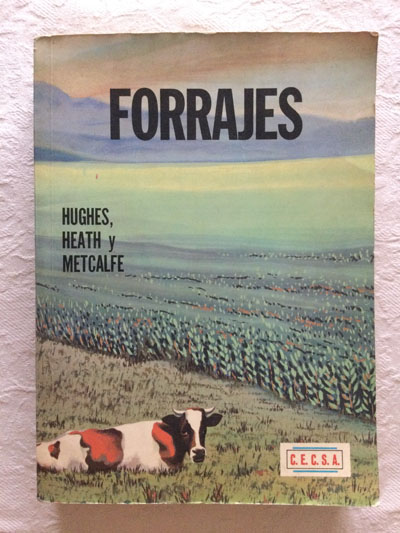 FORRAJES
HUGHES,
HEATH y
METCALFE
C.E.C.S.A.